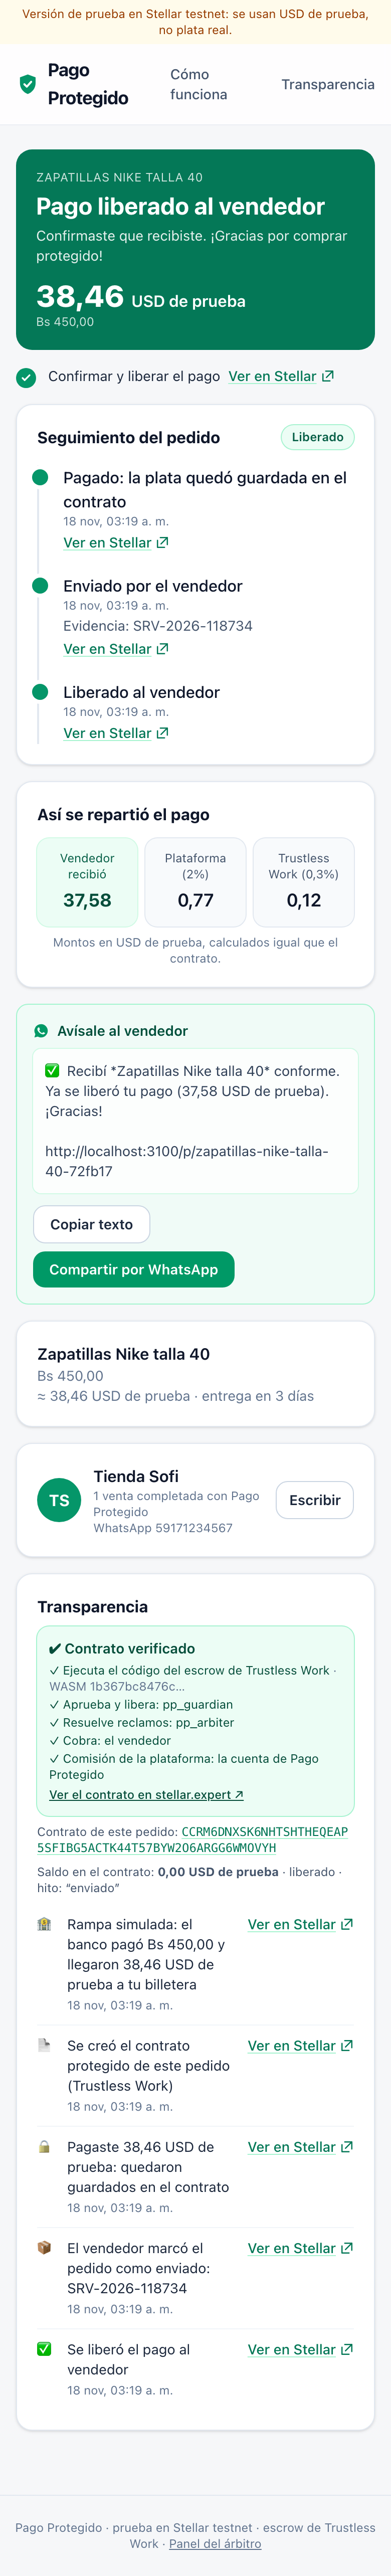 Versión de prueba en Stellar testnet: se usan USD de prueba,
no plata real.
Pago
Protegido
Cómo
funciona
Transparencia
ZAPATILLAS NIKE TALLA 40
Pago liberado al vendedor
Confirmaste que recibiste. ¡Gracias por comprar
protegido!
38,46 USD de prueba
Bs 450,00
Confirmar y liberar el pago Ver en Stellar
Seguimiento del pedido
Liberado
Pagado: la plata quedó guardada en el
contrato
18 nov, 03:19 a. m.
Ver en Stellar
Enviado por el vendedor
18 nov, 03:19 a. m.
Evidencia: SRV-2026-118734
Ver en Stellar
Liberado al vendedor
18 nov, 03:19 a. m.
Ver en Stellar
Así se repartió el pago
Vendedor
recibió
37,58
Plataforma
(2%)
0,77
Trustless
Work (0,3%)
0,12
Montos en USD de prueba, calculados igual que el
contrato.
Avísale al vendedor
✅ Recibí *Zapatillas Nike talla 40* conforme.
Ya se liberó tu pago (37,58 USD de prueba).
¡Gracias!
http://localhost:3100/p/zapatillas-nike-talla-
40-72fb17
Copiar texto
Compartir por WhatsApp
Zapatillas Nike talla 40
Bs 450,00
≈ 38,46 USD de prueba · entrega en 3 días
TS
Tienda Sofi
1 venta completada con Pago
Protegido
WhatsApp 59171234567
Escribir
Transparencia
✔ Contrato verificado
✓ Ejecuta el código del escrow de Trustless Work ·
WASM 1b367bc8476c…
✓ Aprueba y libera: pp_guardian
✓ Resuelve reclamos: pp_arbiter
✓ Cobra: el vendedor
✓ Comisión de la plataforma: la cuenta de Pago
Protegido
Ver el contrato en stellar.expert ↗
Contrato de este pedido: CCRM6DNXSK6NHTSHTHEQEAP
5SFIBG5ACTK44T57BYW2O6ARGG6WMOVYH
Saldo en el contrato: 0,00 USD de prueba · liberado ·
hito: “enviado”
Rampa simulada: el
banco pagó Bs 450,00 y
llegaron 38,46 USD de
prueba a tu billetera
18 nov, 03:19 a. m.
Ver en Stellar
Se creó el contrato
protegido de este pedido
(Trustless Work)
18 nov, 03:19 a. m.
Ver en Stellar
Pagaste 38,46 USD de
prueba: quedaron
guardados en el contrato
18 nov, 03:19 a. m.
Ver en Stellar
El vendedor marcó el
pedido como enviado:
SRV-2026-118734
18 nov, 03:19 a. m.
Ver en Stellar
Se liberó el pago al
vendedor
18 nov, 03:19 a. m.
Ver en Stellar
Pago Protegido · prueba en Stellar testnet · escrow de Trustless
Work · Panel del árbitro